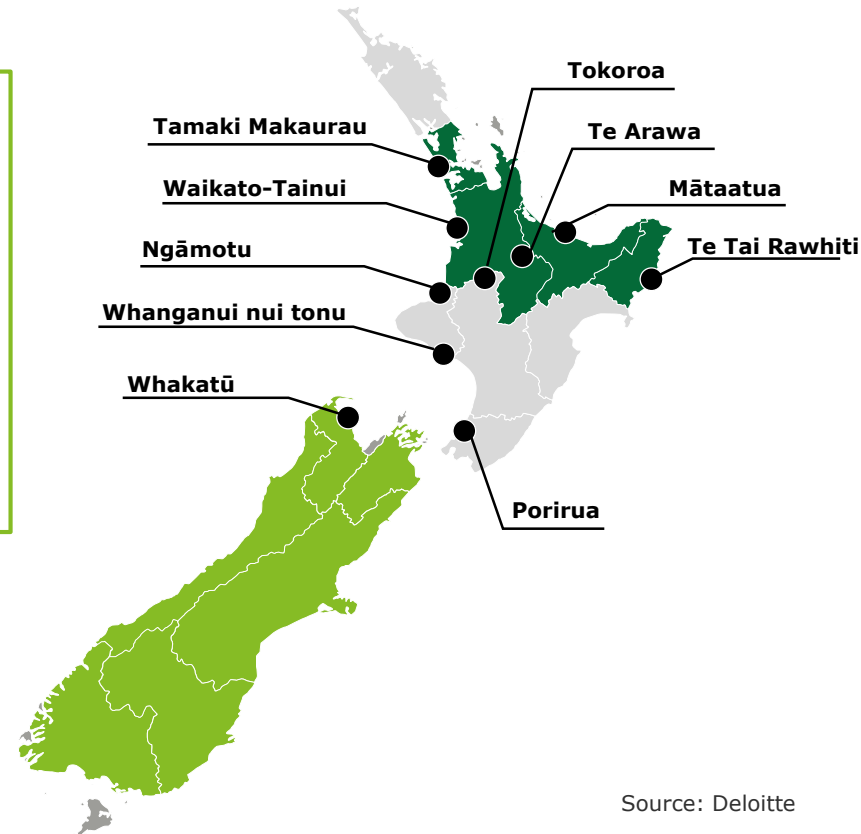 Tokoroa
Tamaki Makaurau
Te Arawa
Waikato-Tainui
Mātaatua
Ngāmotu
Te Tai Rawhiti
Whanganui nui tonu
Whakatū
Porirua
Source: Deloitte